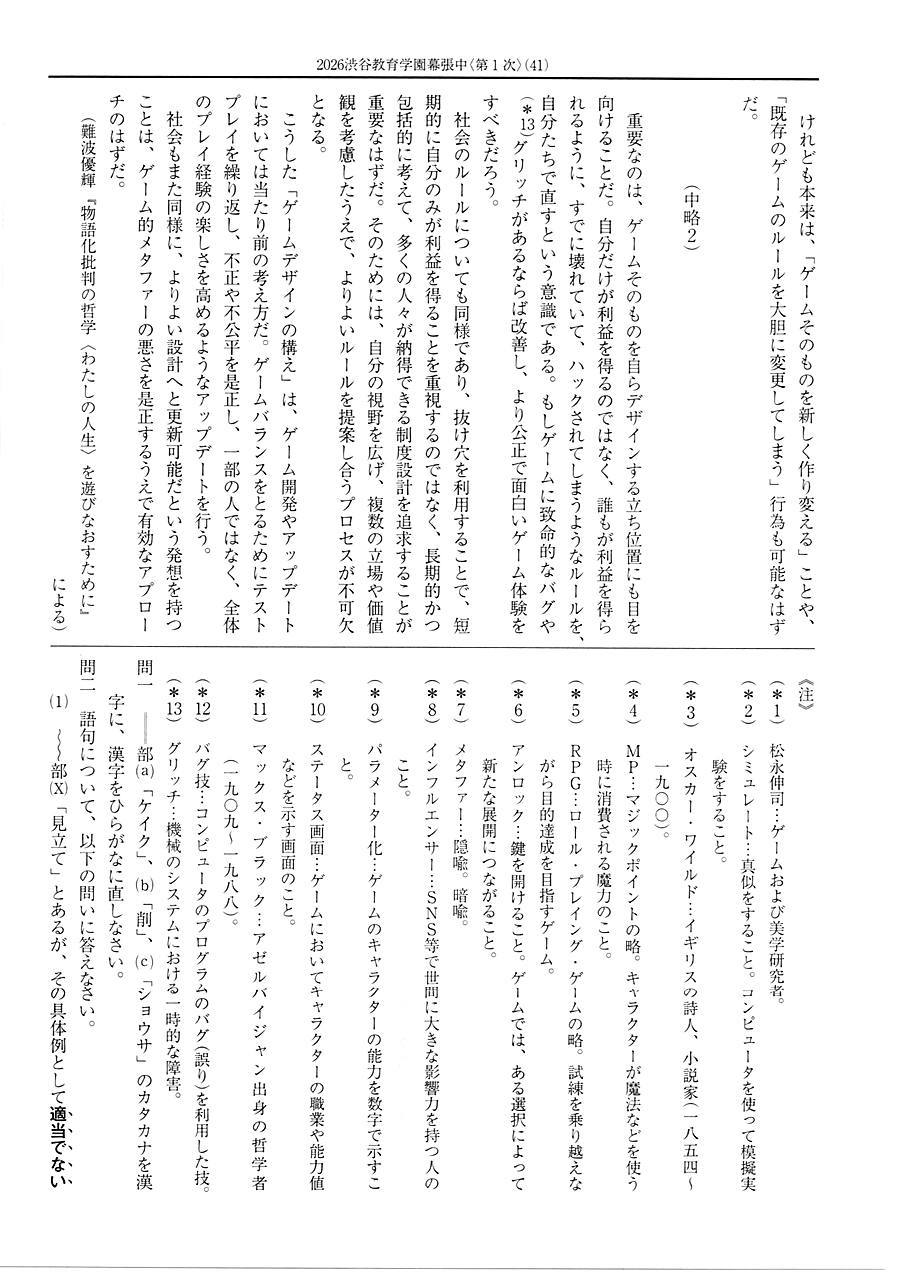 2026渋谷教育学園幕張中〈第1次〉(41)
けれども本来は、「ゲームそのものを新しく作り変える」ことや、
「既存のゲームのルールを大胆に変更してしまう」行為も可能なはず
だ。
(中略2)
重要なのは、ゲームそのものを自らデザインする立ち位置にも目を
向けることだ。自分だけが利益を得るのではなく、誰もが利益を得ら
れるように、すでに壊れていて、ハックされてしまうようなルールを、
自分たちで直すという意識である。もしゲームに致命的なバグや
(*13)グリッチがあるならば改善し、より公正で面白いゲーム体験を
すべきだろう。
社会のルールについても同様であり、抜け穴を利用することで、短
期的に自分のみが利益を得ることを重視するのではなく、長期的かつ
包括的に考えて、多くの人々が納得できる制度設計を追求することが
重要なはずだ。そのためには、自分の視野を広げ、複数の立場や価値
観を考慮したうえで、よりよいルールを提案し合うプロセスが不可欠
となる。
こうした「ゲームデザインの構え」は、ゲーム開発やアップデート
においては当たり前の考え方だ。ゲームバランスをとるためにテスト
プレイを繰り返し、不正や不公平を是正し、一部の人ではなく、全体
のプレイ経験の楽しさを高めるようなアップデートを行う。
社会もまた同様に、よりよい設計へと更新可能だという発想を持つ
ことは、ゲーム的メタファーの悪さを是正するうえで有効なアプロー
チのはずだ。
(難波優輝『物語化批判の哲学 〈わたしの人生〉を遊びなおすために』
による)
《注》
(*1) 松永伸司…ゲームおよび美学研究者。
(*2) シミュレート…真似をすること。コンピュータを使って模擬実
験をすること。
(*3) オスカー・ワイルド…イギリスの詩人、小説家(一八五四〜
一九〇〇)。
(*4) MP…マジックポイントの略。キャラクターが魔法などを使う
時に消費される魔力のこと。
(*5) RPG…ロール・プレイング・ゲームの略。試練を乗り越えな
がら目的達成を目指すゲーム。
(*6) アンロック…鍵を開けること。ゲームでは、ある選択によって
新たな展開につながること。
(*7) メタファー…隠喩。暗喩。
(*8) インフルエンサー…SNS等で世間に大きな影響力を持つ人の
こと。
(*9) パラメーター化…ゲームのキャラクターの能力を数字で示すこ
と。
(*10) ステータス画面…ゲームにおいてキャラクターの職業や能力値
などを示す画面のこと。
(*11) マックス・ブラック…アゼルバイジャン出身の哲学者
(一九〇九〜一九八八)。
(*12) バグ技…コンピュータのプログラムのバグ(誤り)を利用した技。
(*13) グリッチ…機械のシステムにおける一時的な障害。
問一 ――部(a)「ケイク」、(b)「削」、(c)「ショウサ」のカタカナを漢
字に、漢字をひらがなに直しなさい。
問二 語句について、以下の問いに答えなさい。
(1) 〜〜部(X)「見立て」とあるが、その具体例として適当でない